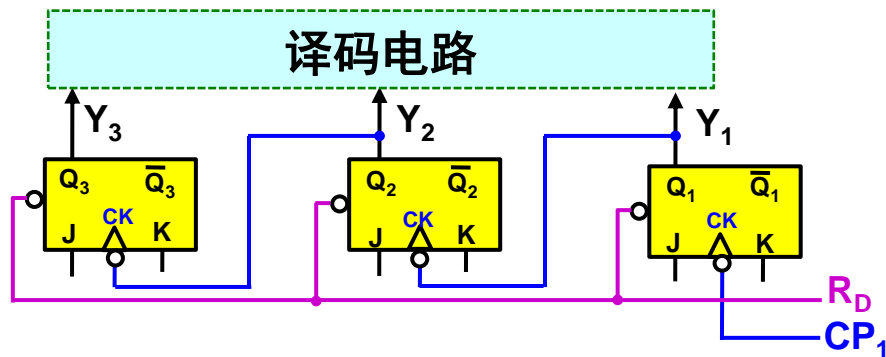 译码电路
Y3 Y2 Y1
Q3 Q̅3 Q2 Q̅2 Q1 Q̅1
J CK K J CK K J CK K
RD
CP1